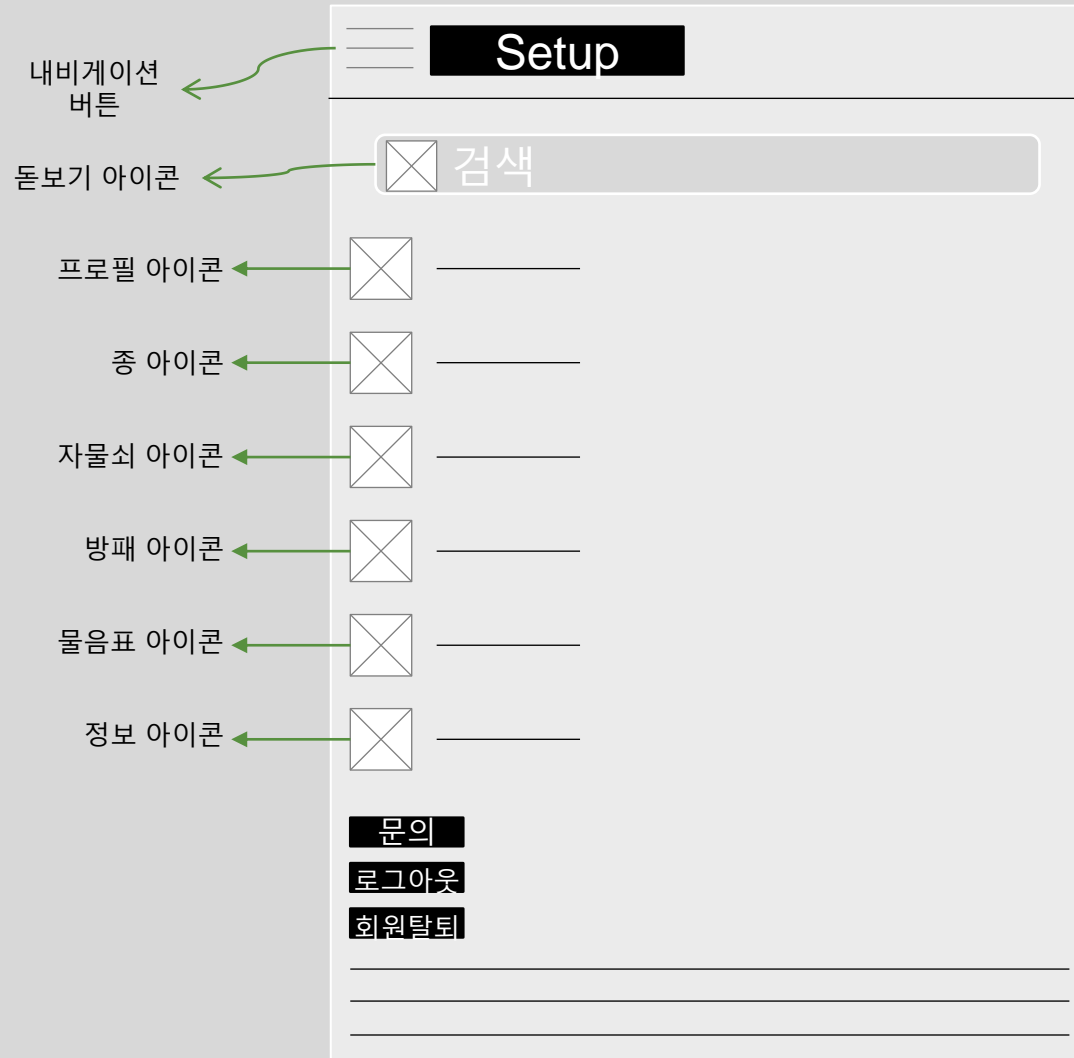 Setup
내비게이션
버튼
돋보기 아이콘
검색
프로필 아이콘
종 아이콘
자물쇠 아이콘
방패 아이콘
물음표 아이콘
정보 아이콘
문의
로그아웃
회원탈퇴